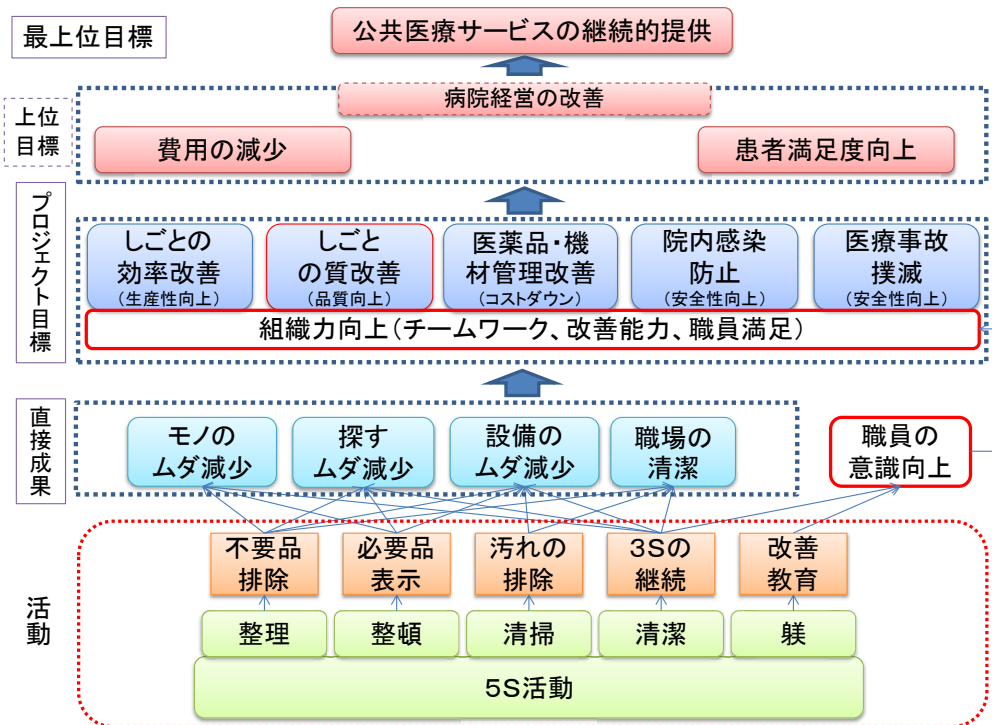 最上位目標
公共医療サービスの継続的提供
上位
目標
病院経営の改善
費用の減少
患者満足度向上
プロジェクト目標
しごとの
効率改善
（生産性向上）
しごと
の質改善
（品質向上）
医薬品・機
材管理改善
（コストダウン）
院内感染
防止
（安全性向上）
医療事故
撲滅
（安全性向上）
組織力向上（チームワーク、改善能力、職員満足）
直接成果
モノの
ムダ減少
探す
ムダ減少
設備の
ムダ減少
職場の
清潔
職員の
意識向上
活動
不要品
排除
必要品
表示
汚れの
排除
３Sの
継続
改善
教育
整理
整頓
清掃
清潔
躾
５S活動